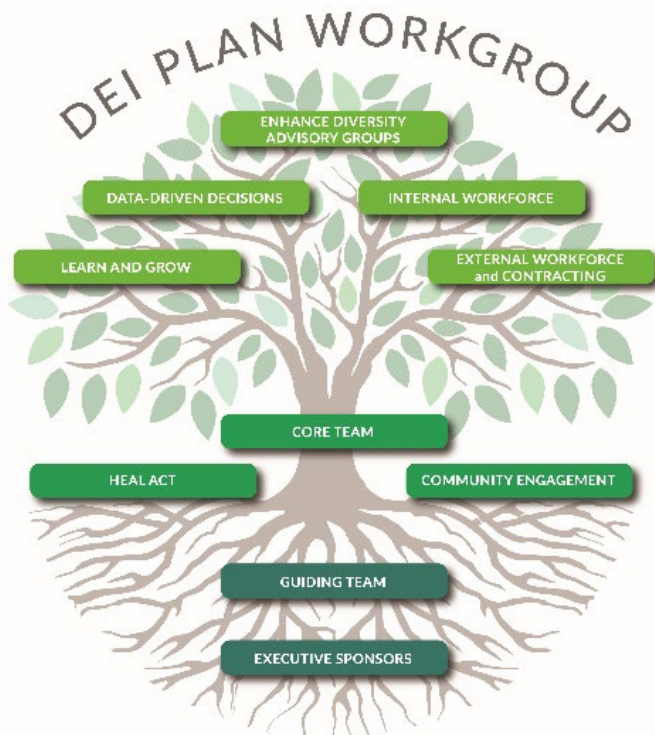 DEI PLAN WORKGROUP
ENHANCE DIVERSITY
ADVISORY GROUPS
DATA-DRIVEN DECISIONS
INTERNAL WORKFORCE
LEARN AND GROW
EXTERNAL WORKFORCE
and CONTRACTING
CORE TEAM
HEAL ACT
COMMUNITY ENGAGEMENT
GUIDING TEAM
EXECUTIVE SPONSORS